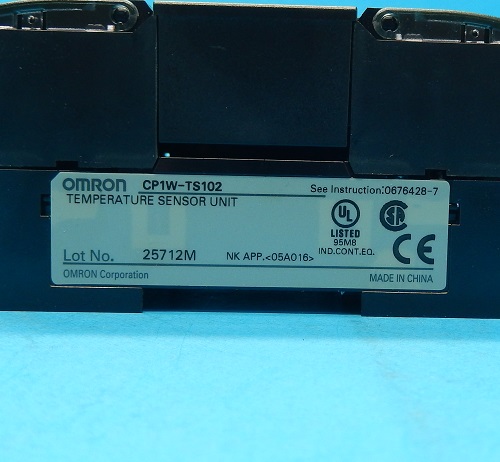 OMRON CP1W-TS102 See Instruction:0676428-7
TEMPERATURE SENSOR UNIT
UL
LISTED
95M8
IND.CONT.EQ.
CE
Lot No. 25712M NK APP.<05A016>
OMRON Corporation MADE IN CHINA